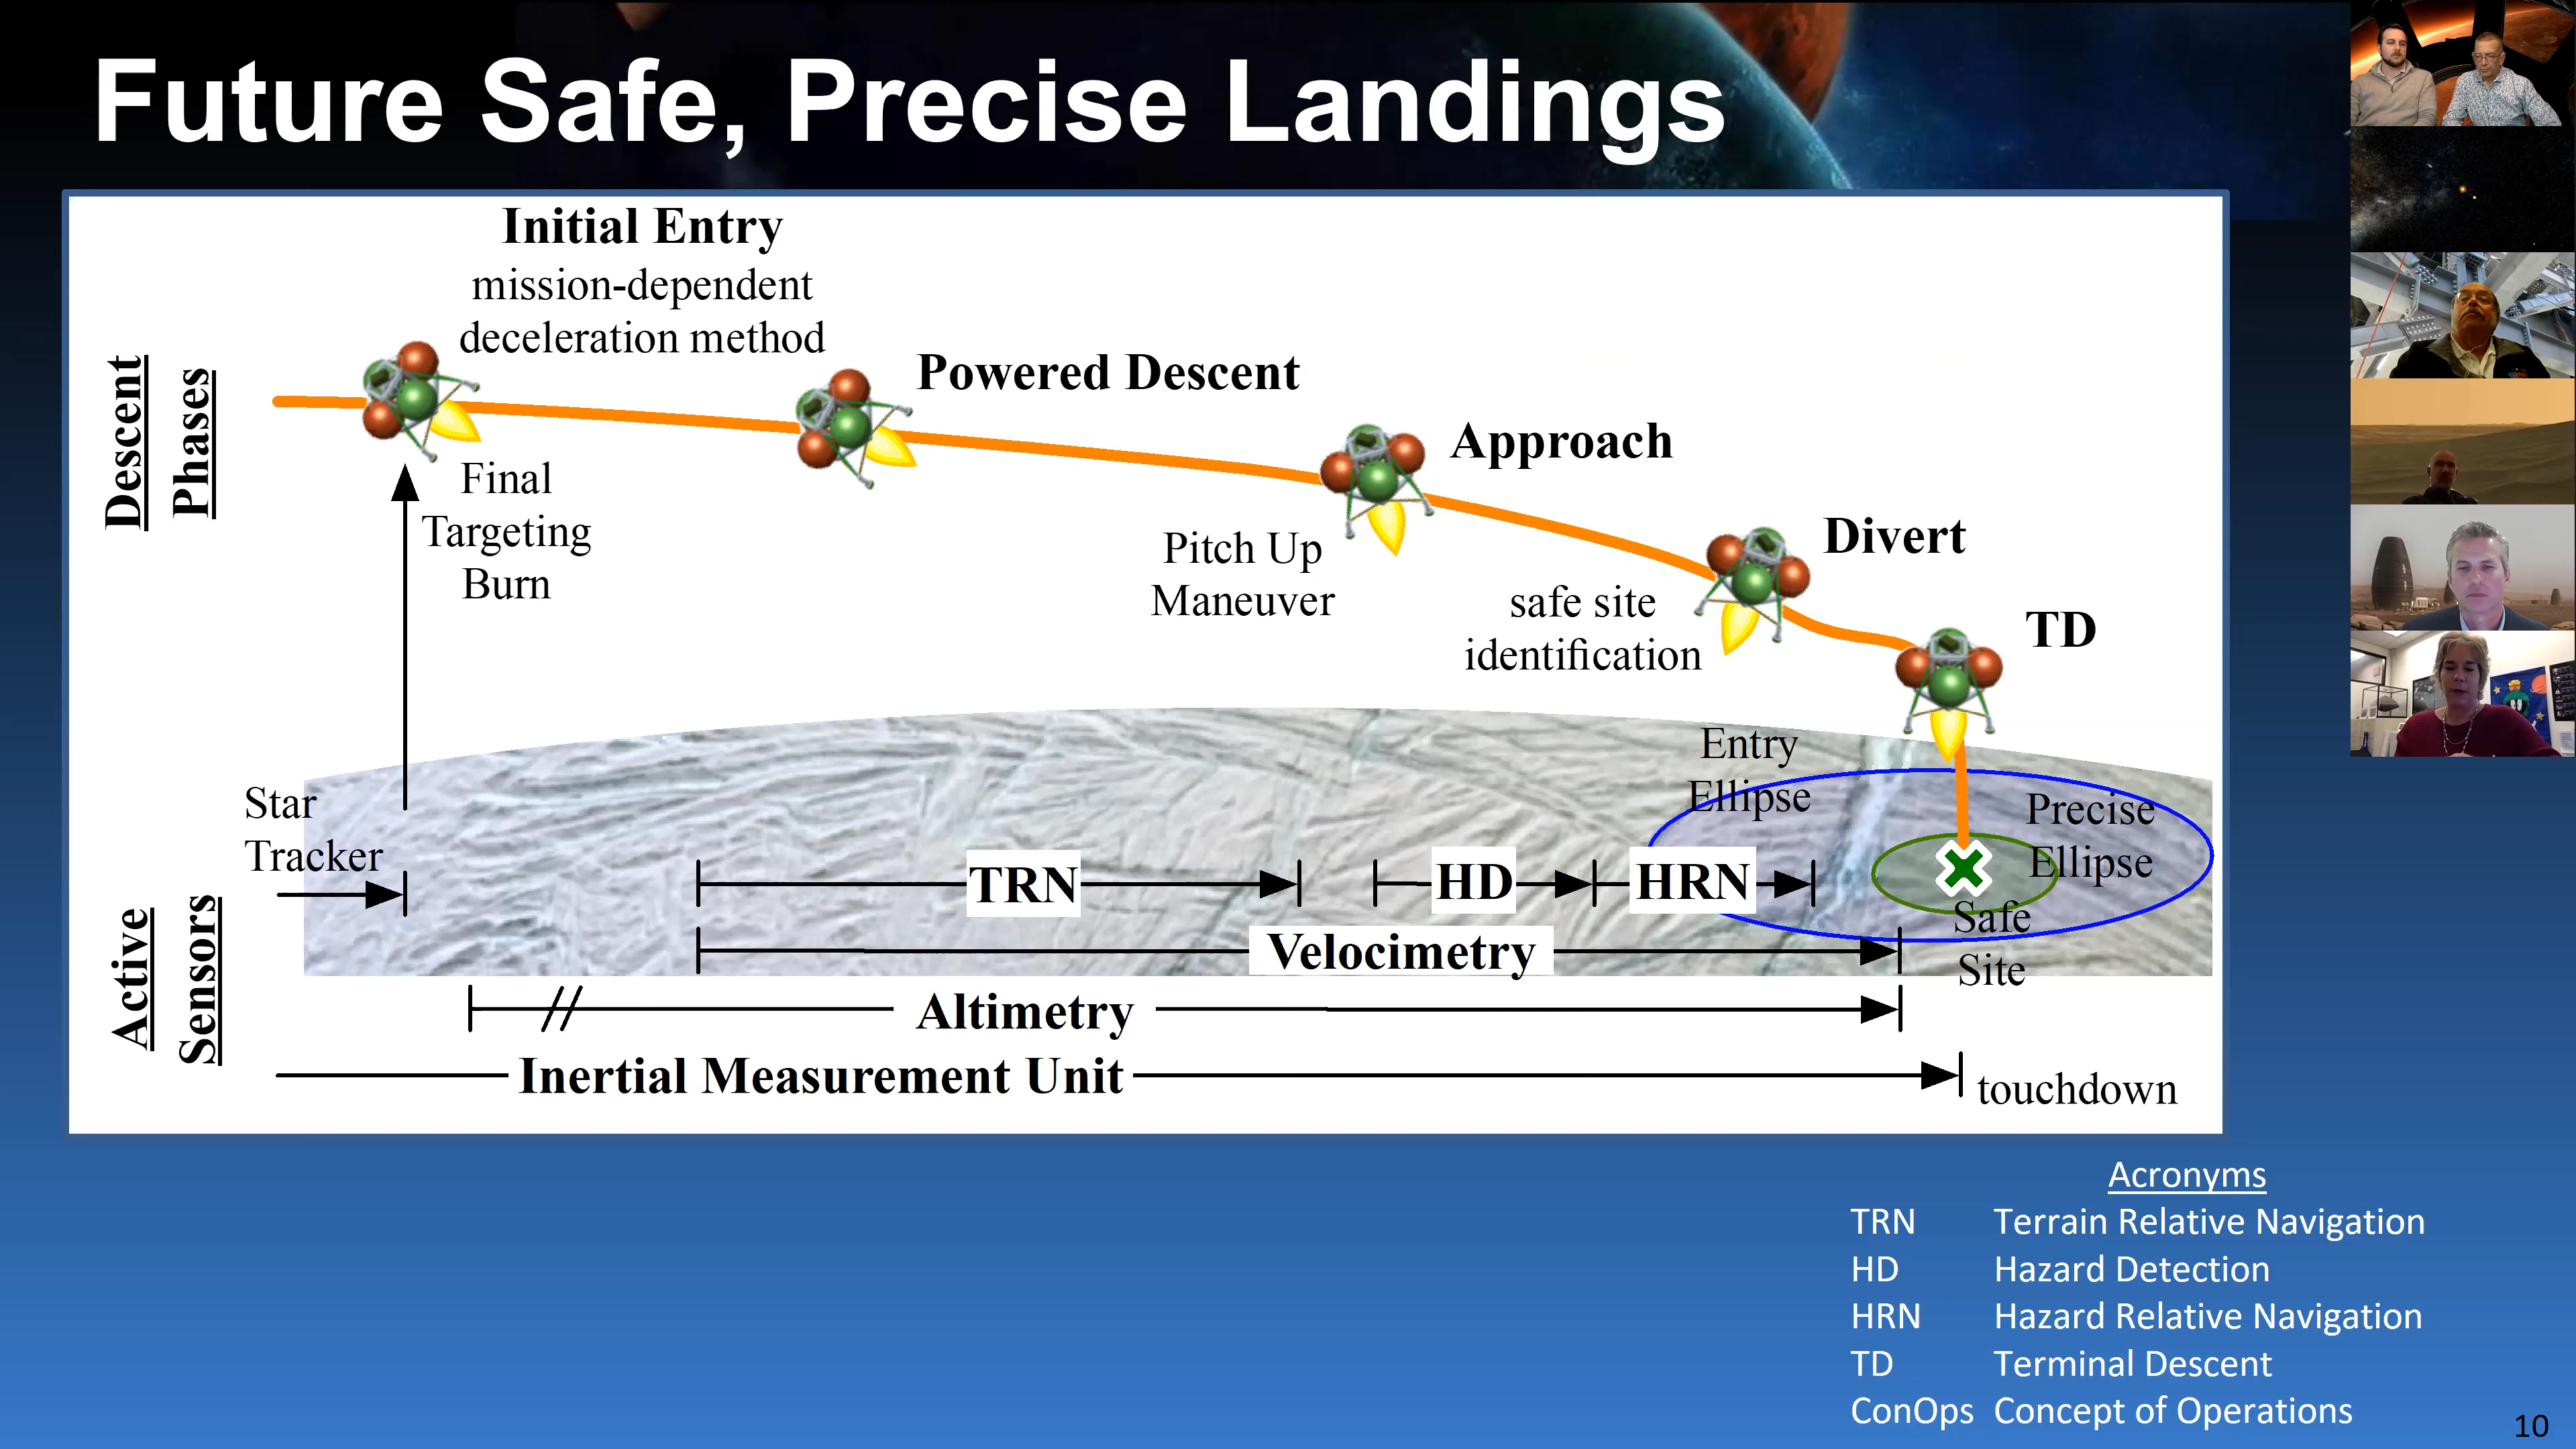 Future Safe, Precise Landings
Initial Entry
mission-dependent
deceleration method
Descent
Phases
Powered Descent
Approach
Divert
TD
Final
Targeting
Burn
Pitch Up
Maneuver
safe site
identification
Entry
Ellipse
Precise
Ellipse
Safe
Site
Star
Tracker
Active
Sensors
TRN
HD
HRN
Velocimetry
Altimetry
Inertial Measurement Unit
touchdown
Acronyms
TRN Terrain Relative Navigation
HD Hazard Detection
HRN Hazard Relative Navigation
TD Terminal Descent
ConOps Concept of Operations
10